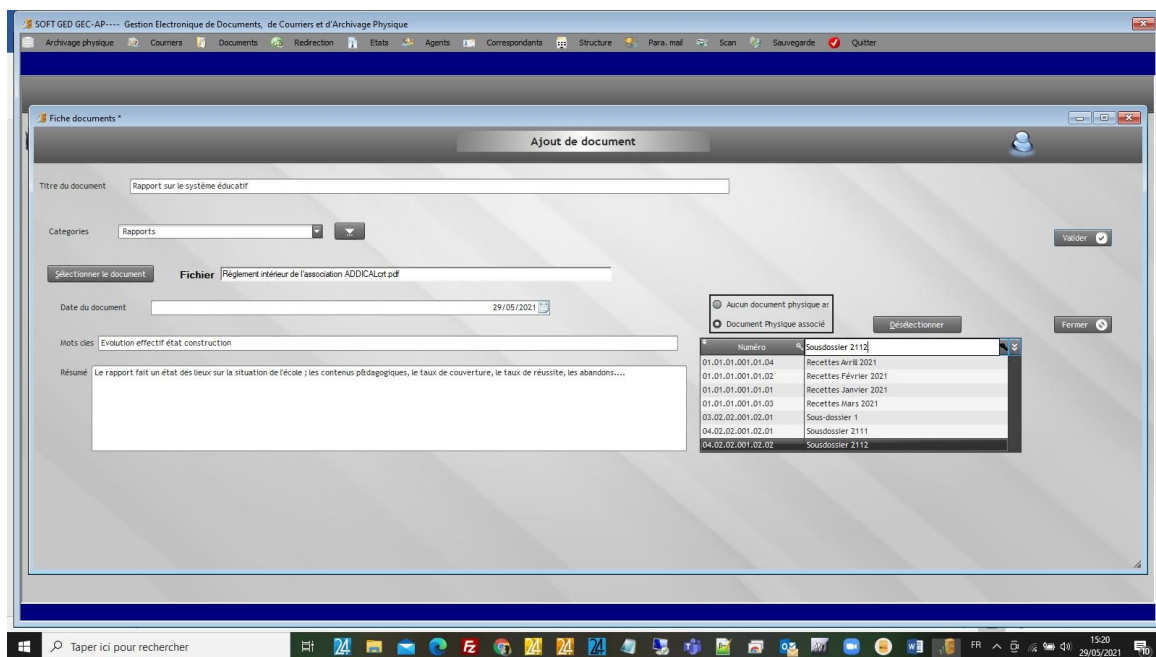 SOFT GED GEC-AP---- Gestion Electronique de Documents, de Courriers et d'Archivage Physique
Archivage physique Courriers Documents Redirection Etats Agents Correspondants Structure Para. mail Scan Sauvegarde Quitter
Fiche documents *
Ajout de document
Titre du document Rapport sur le système éducatif
Categories Rapports
Valider
Sélectionner le document Fichier Règlement intérieur de l'association ADDICALcrt.pdf
Date du document 29/05/2021
Aucun document physique as
Document Physique associé
Désélectionner
Fermer
Mots cles Evolution effectif état construction
Numéro Sousdossier 2112
Résumé Le rapport fait un état des lieux sur la situation de l'école ; les contenus p&dagogiques, le taux de couverture, le taux de réussite, les abandons....
01.01.01.001.01.04 Recettes Avril 2021
01.01.01.001.01.02 Recettes Février 2021
01.01.01.001.01.01 Recettes Janvier 2021
01.01.01.001.01.03 Recettes Mars 2021
03.02.02.001.02.01 Sous-dossier 1
04.02.02.001.02.01 Sousdossier 2111
04.02.02.001.02.02 Sousdossier 2112
Taper ici pour rechercher
24
24
24
24
FR
15:20
29/05/2021